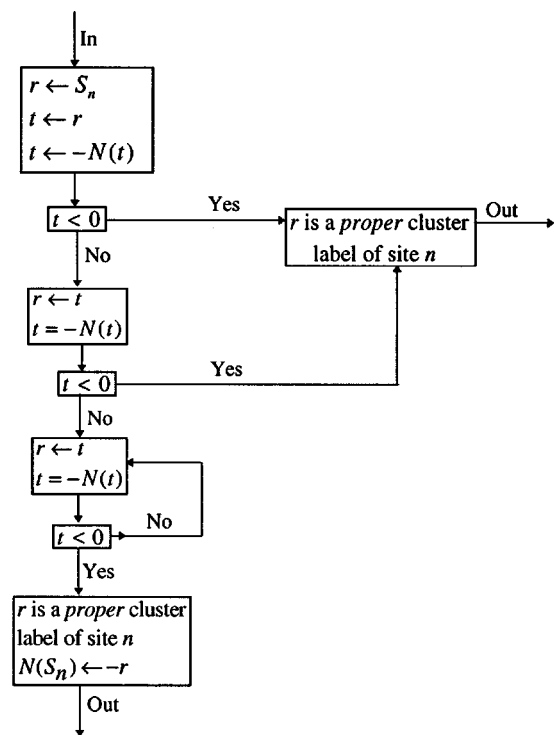 In
r ← Sₙ
t ← r
t ← −N(t)
t < 0
Yes
r is a proper cluster
label of site n
Out
No
r ← t
t = −N(t)
t < 0
Yes
No
r ← t
t = −N(t)
t < 0
No
Yes
r is a proper cluster
label of site n
N(Sₙ) ← −r
Out